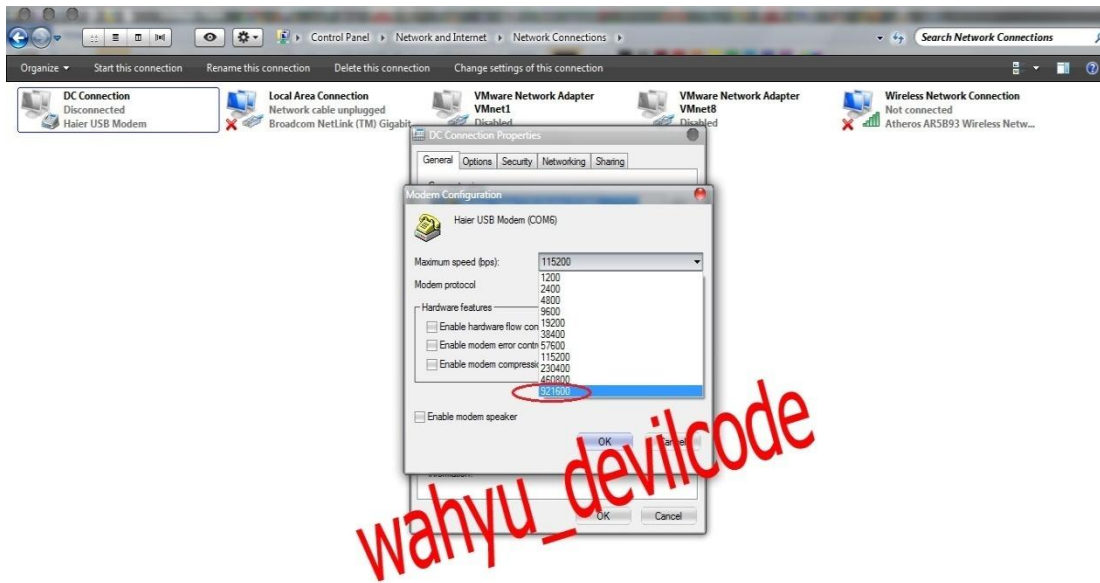 Control Panel Network and Internet Network Connections
Search Network Connections
Organize Start this connection Rename this connection Delete this connection Change settings of this connection
DC Connection
Disconnected
Haier USB Modem
Local Area Connection
Network cable unplugged
Broadcom NetLink (TM) Gigabit
VMware Network Adapter
VMnet1
Disabled
VMware Network Adapter
VMnet8
Disabled
Wireless Network Connection
Not connected
Atheros AR5B93 Wireless Netw...
DC Connection Properties
General Options Security Networking Sharing
Modem Configuration
Haier USB Modem (COM6)
Maximum speed (bps): 115200
Modem protocol
1200
2400
4800
9600
19200
38400
57600
115200
230400
460800
921600
Hardware features
Enable hardware flow con
Enable modem error contr
Enable modem compressi
Enable modem speaker
OK Cancel
OK Cancel
wahyu_devilcode